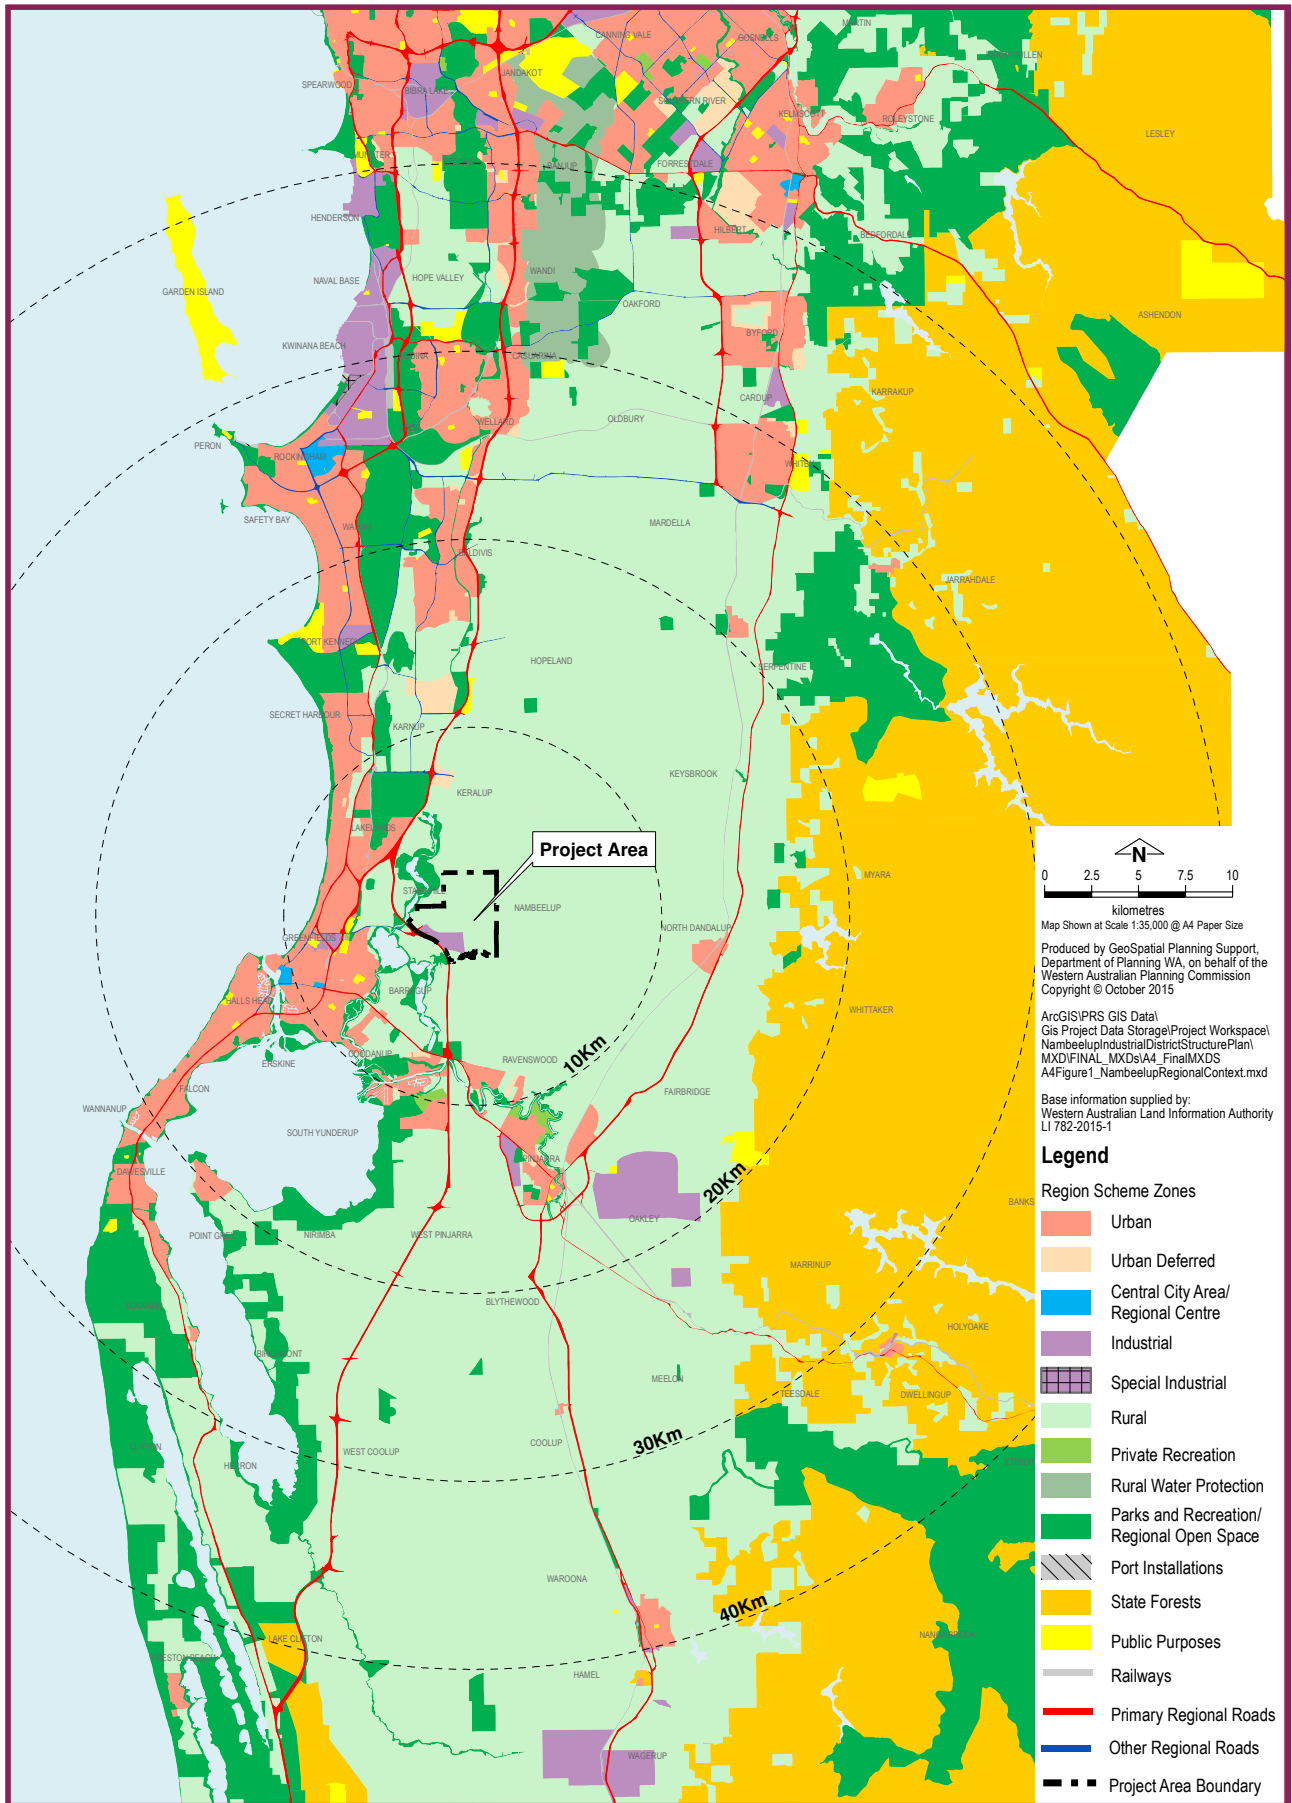 MARTIN
CANNING VALE
GOSNELLS
JANDAKOT
SPEARWOOD
BIBRA LAKE
SOUTHERN RIVER
KELMSCOTT
ROLEYSTONE
LESLEY
MUNSTER
BANJUP
FORRESTDALE
HENDERSON
HILBERT
BEDFORDALE
NAVAL BASE
HOPE VALLEY
WANDI
GARDEN ISLAND
OAKFORD
ASHENDON
BYFORD
KWINANA BEACH
CASUARINA
KARRAKUP
CARDUP
OLDBURY
WELLARD
PERON
ROCKINGHAM
WHITBY
SAFETY BAY
MARDELLA
BALDIVIS
JARRAHDALE
PORT KENNEDY
HOPELAND
SERPENTINE
SECRET HARBOUR
KARNUP
KEYSBROOK
KERALUP
LAKELANDS
Project Area
MYARA
STAKE HILL
NAMBEELUP
NORTH DANDALUP
GREENFIELDS
BARRAGUP
HALLS HEAD
WHITTAKER
COODANUP
RAVENSWOOD
10Km
ERSKINE
FALCON
FAIRBRIDGE
WANNANUP
SOUTH YUNDERUP
PINJARRA
DAWESVILLE
20Km
BANKS
OAKLEY
POINT GREY
NIRIMBA
WEST PINJARRA
MARRINUP
BLYTHEWOOD
HOLYOAKE
BOUVARD
BIRCHMONT
MEELON
TEESDALE
DWELLINGUP
CLIFTON
HERRON
WEST COOLUP
COOLUP
30Km
WAROONA
40Km
LAKE CLIFTON
NANGA BROOK
PRESTON BEACH
HAMEL
WAGERUP
N
0 2.5 5 7.5 10
kilometres
Map Shown at Scale 1:35,000 @ A4 Paper Size
Produced by GeoSpatial Planning Support,
Department of Planning WA, on behalf of the
Western Australian Planning Commission
Copyright © October 2015
ArcGIS\PRS GIS Data\
Gis Project Data Storage\Project Workspace\
NambeelupIndustrialDistrictStructurePlan\
MXD\FINAL_MXDs\A4_FinalMXDS
A4Figure1_NambeelupRegionalContext.mxd
Base information supplied by:
Western Australian Land Information Authority
LI 782-2015-1
Legend
Region Scheme Zones
Urban
Urban Deferred
Central City Area/
Regional Centre
Industrial
Special Industrial
Rural
Private Recreation
Rural Water Protection
Parks and Recreation/
Regional Open Space
Port Installations
State Forests
Public Purposes
Railways
Primary Regional Roads
Other Regional Roads
Project Area Boundary